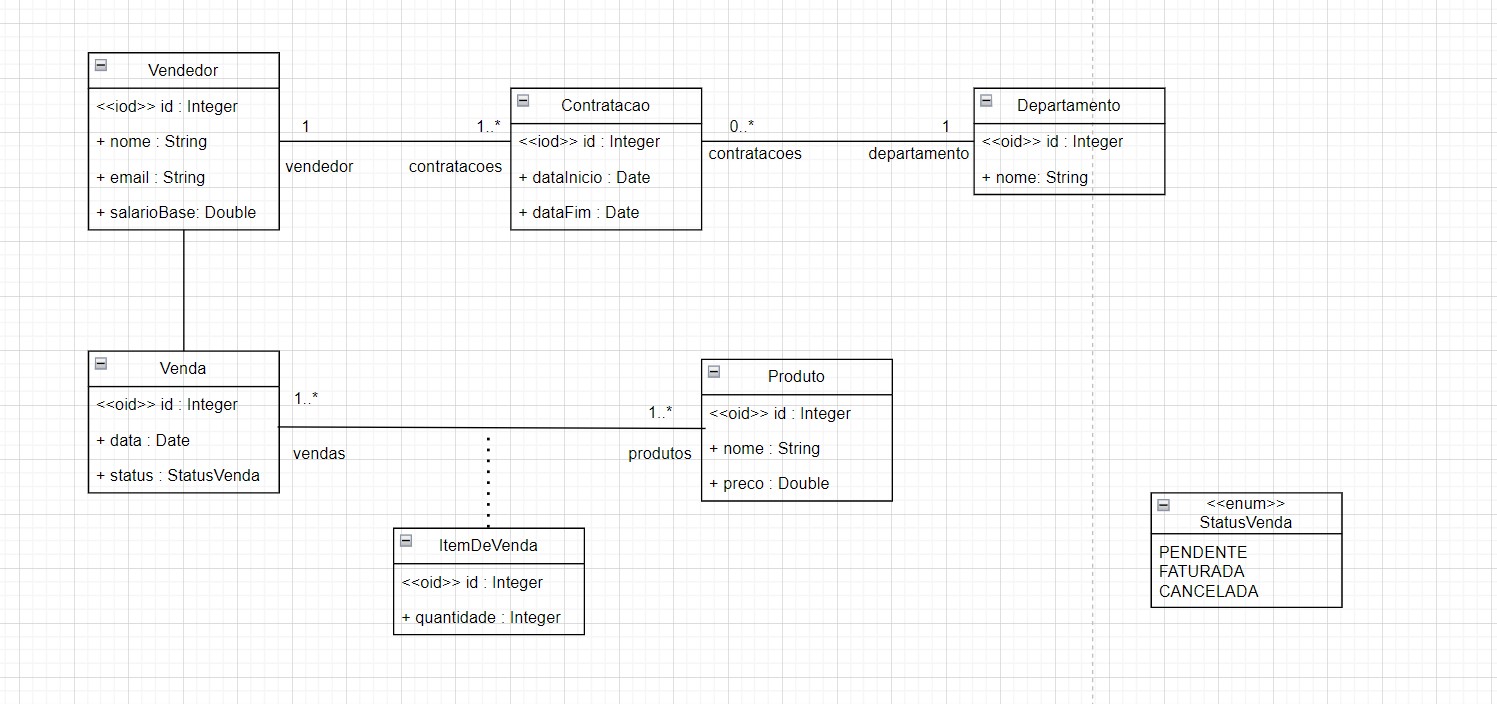 Vendedor
<<iod>> id : Integer
+ nome : String
+ email : String
+ salarioBase: Double
1
1..*
vendedor
contratacoes
Contratacao
<<iod>> id : Integer
+ dataInicio : Date
+ dataFim : Date
0..*
1
contratacoes
departamento
Departamento
<<oid>> id : Integer
+ nome: String
Venda
<<oid>> id : Integer
+ data : Date
+ status : StatusVenda
1..*
1..*
vendas
produtos
Produto
<<oid>> id : Integer
+ nome : String
+ preco : Double
ItemDeVenda
<<oid>> id : Integer
+ quantidade : Integer
<<enum>>
StatusVenda
PENDENTE
FATURADA
CANCELADA